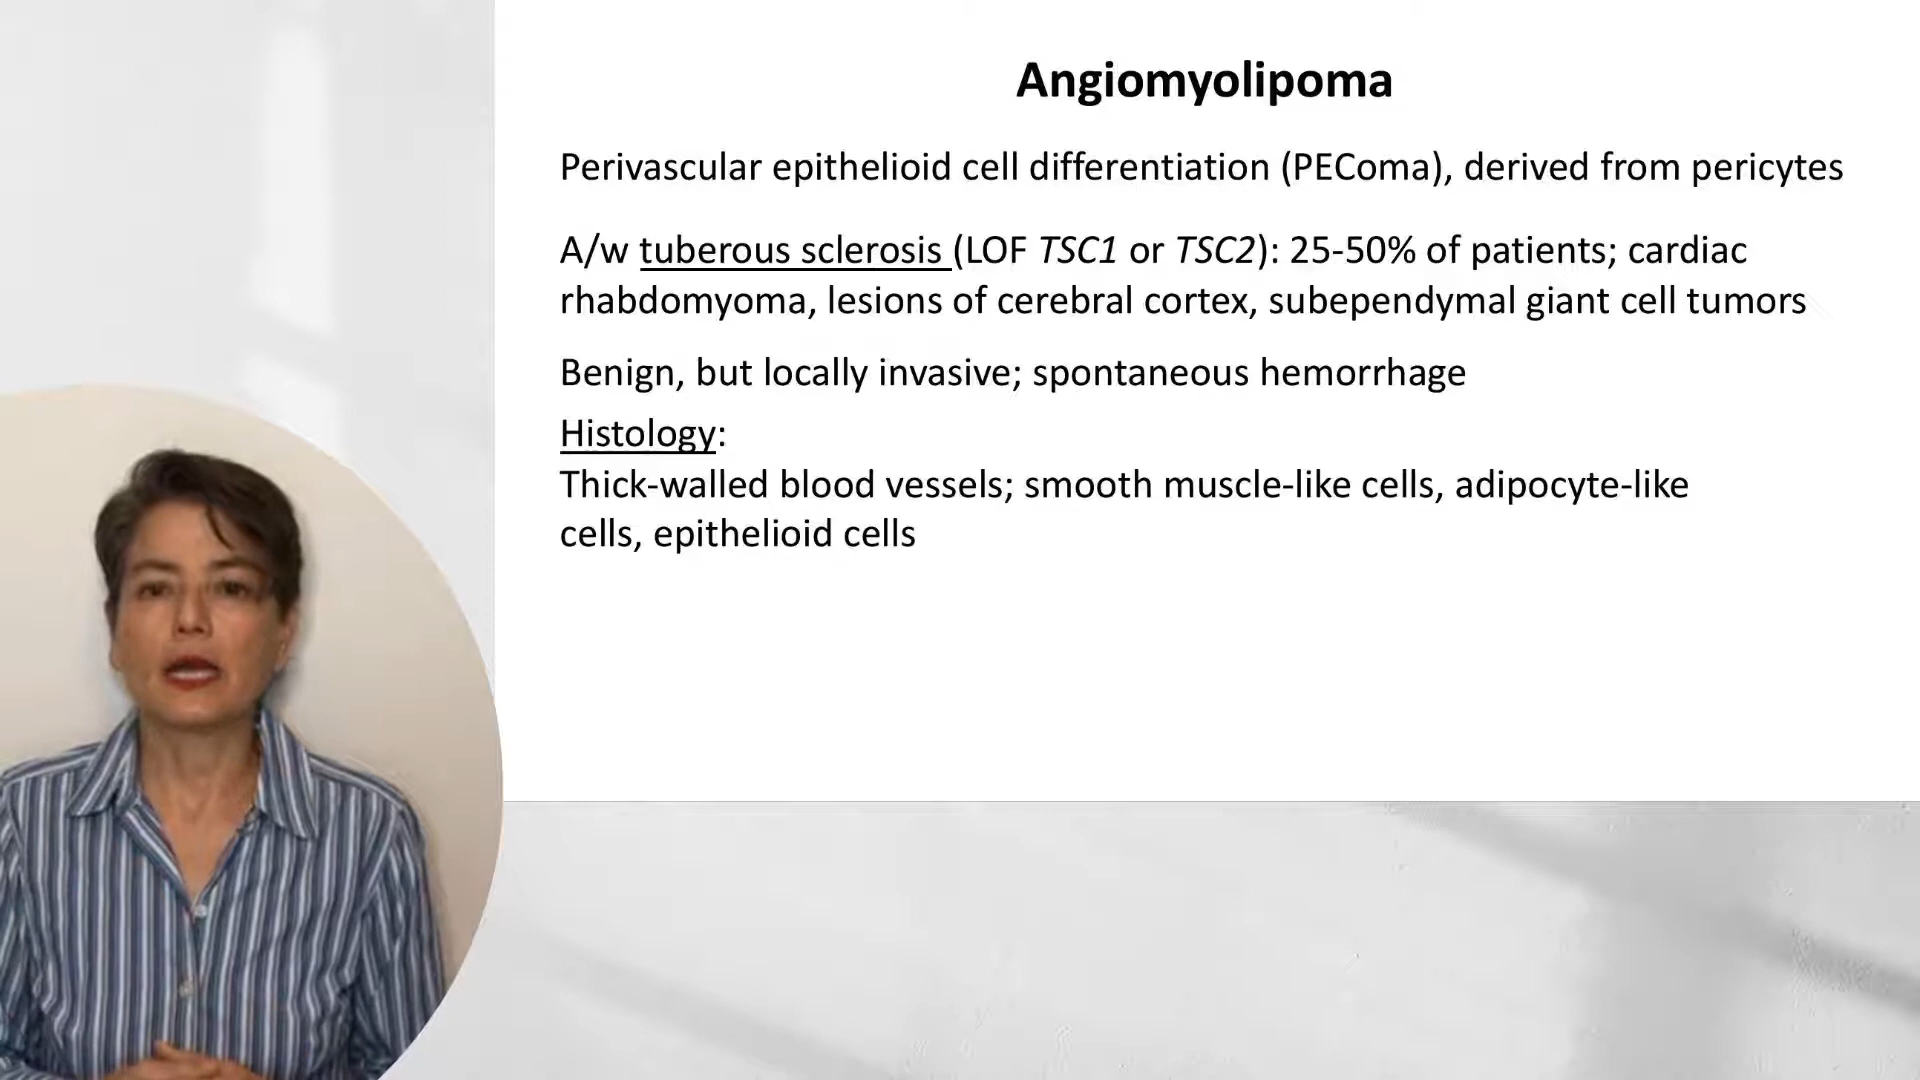 Angiomyolipoma
Perivascular epithelioid cell differentiation (PEComa), derived from pericytes
A/w tuberous sclerosis (LOF TSC1 or TSC2): 25-50% of patients; cardiac
rhabdomyoma, lesions of cerebral cortex, subependymal giant cell tumors
Benign, but locally invasive; spontaneous hemorrhage
Histology:
Thick-walled blood vessels; smooth muscle-like cells, adipocyte-like
cells, epithelioid cells